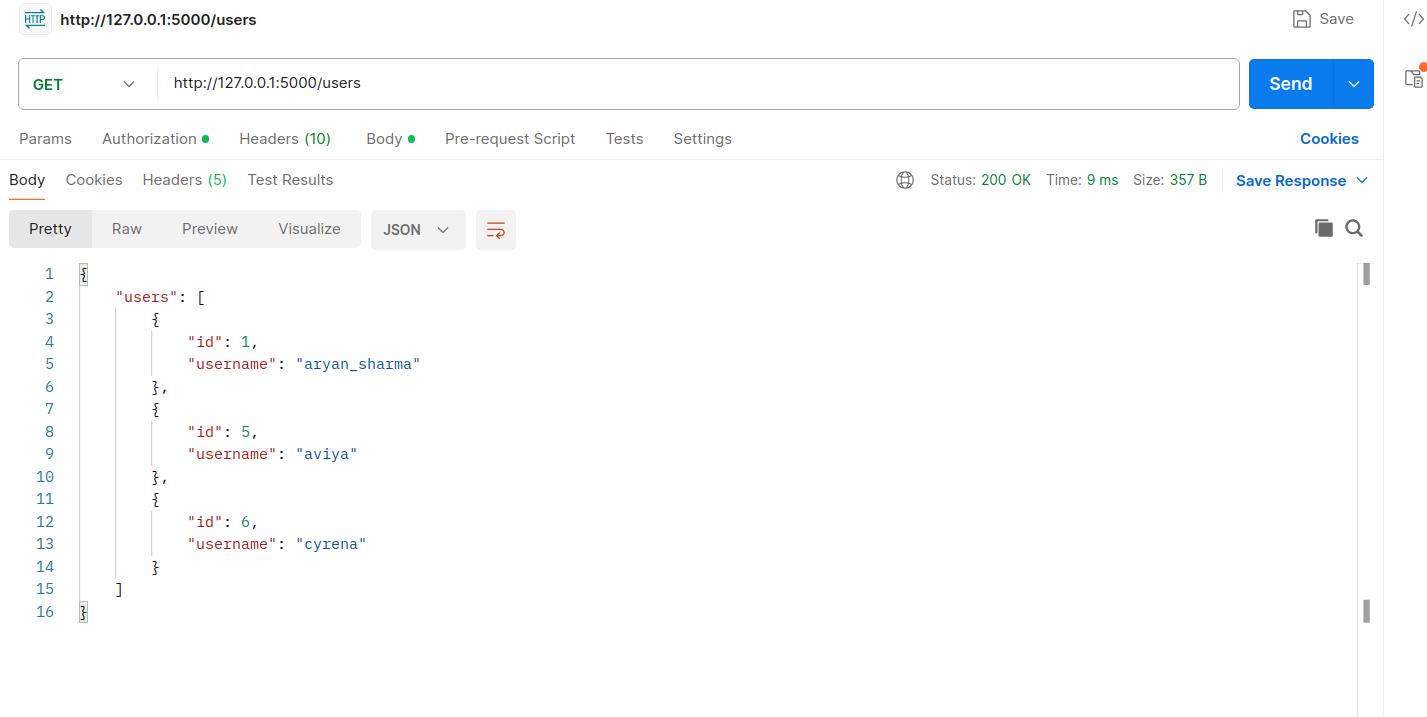 HTTP http://127.0.0.1:5000/users Save
GET http://127.0.0.1:5000/users Send
Params Authorization Headers (10) Body Pre-request Script Tests Settings Cookies
Body Cookies Headers (5) Test Results Status: 200 OK Time: 9 ms Size: 357 B Save Response
Pretty Raw Preview Visualize JSON
1 {
2 "users": [
3 {
4 "id": 1,
5 "username": "aryan_sharma"
6 },
7 {
8 "id": 5,
9 "username": "aviya"
10 },
11 {
12 "id": 6,
13 "username": "cyrena"
14 }
15 ]
16 }